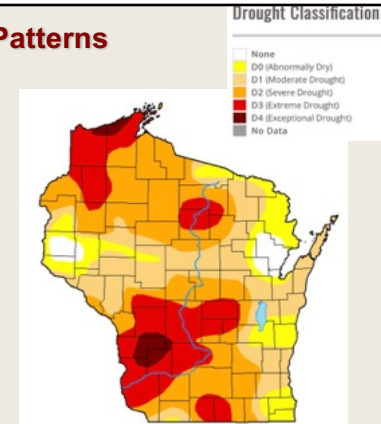 Patterns
Drought Classification
None
D0 (Abnormally Dry)
D1 (Moderate Drought)
D2 (Severe Drought)
D3 (Extreme Drought)
D4 (Exceptional Drought)
No Data